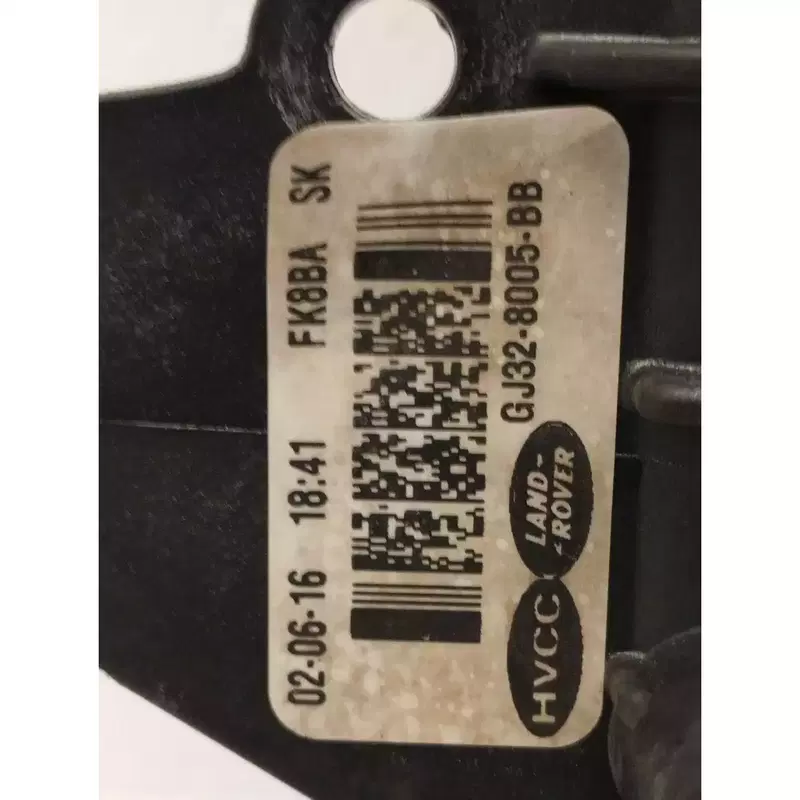 02-06-16 18:41 FK8BA SK
GJ32-8005-BB
HVCC
LAND-
ROVER